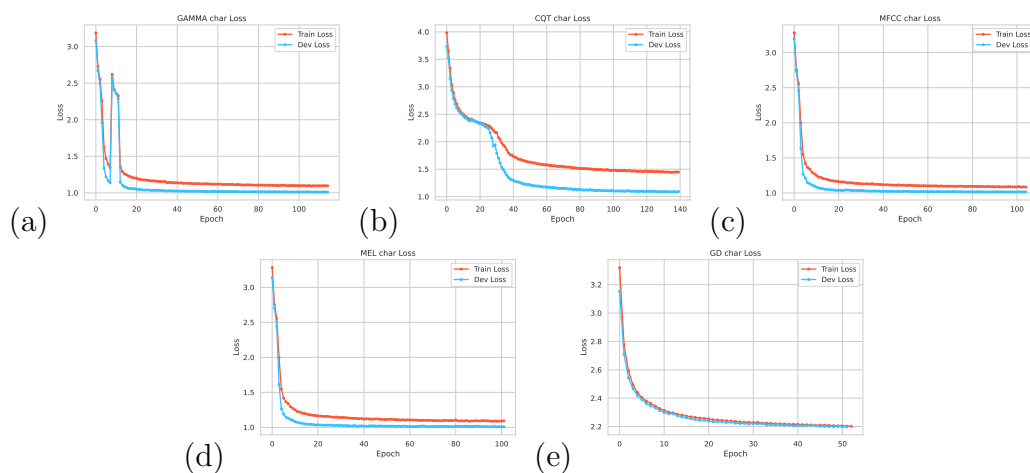 GAMMA char Loss
Train Loss
Dev Loss
3.0
2.5
2.0
1.5
1.0
Loss
0 20 40 60 80 100
Epoch
(a)
CQT char Loss
Train Loss
Dev Loss
4.0
3.5
3.0
2.5
2.0
1.5
1.0
Loss
0 20 40 60 80 100 120 140
Epoch
(b)
MFCC char Loss
Train Loss
Dev Loss
3.0
2.5
2.0
1.5
1.0
Loss
0 20 40 60 80 100
Epoch
(c)
MEL char Loss
Train Loss
Dev Loss
3.0
2.5
2.0
1.5
1.0
Loss
0 20 40 60 80 100
Epoch
(d)
GD char Loss
Train Loss
Dev Loss
3.2
3.0
2.8
2.6
2.4
2.2
Loss
0 10 20 30 40 50
Epoch
(e)